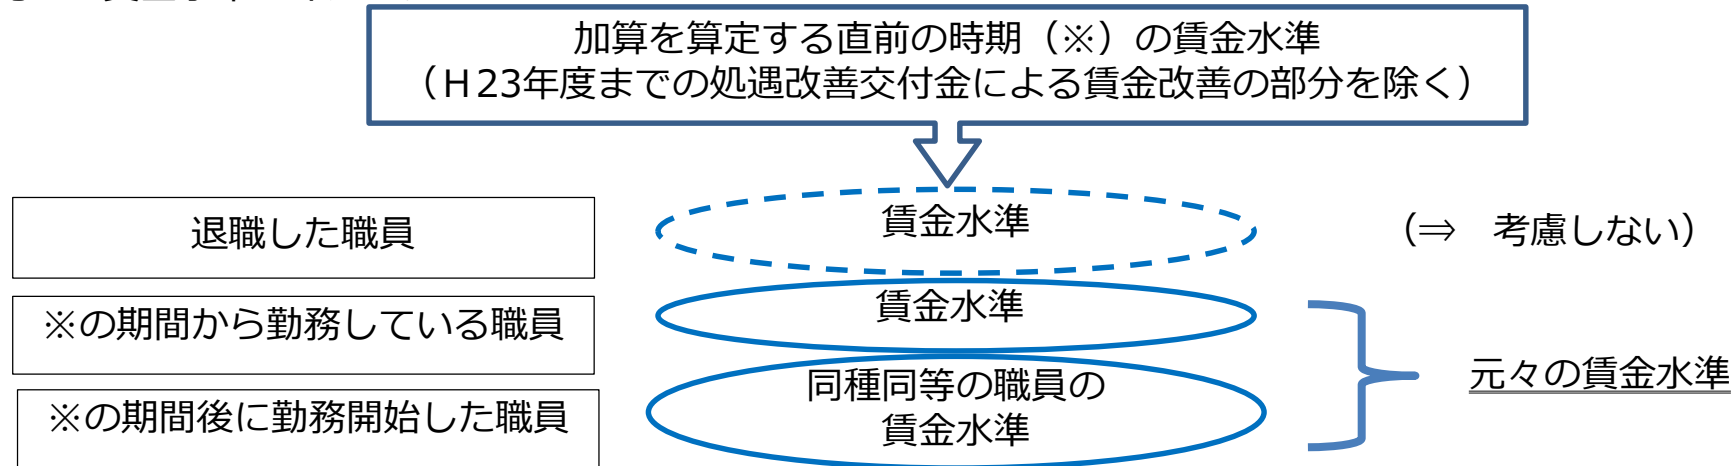 加算を算定する直前の時期（※）の賃金水準
（Ｈ23年度までの処遇改善交付金による賃金改善の部分を除く）
退職した職員
賃金水準
（⇒　考慮しない）
※の期間から勤務している職員
賃金水準
※の期間後に勤務開始した職員
同種同等の職員の
賃金水準
元々の賃金水準